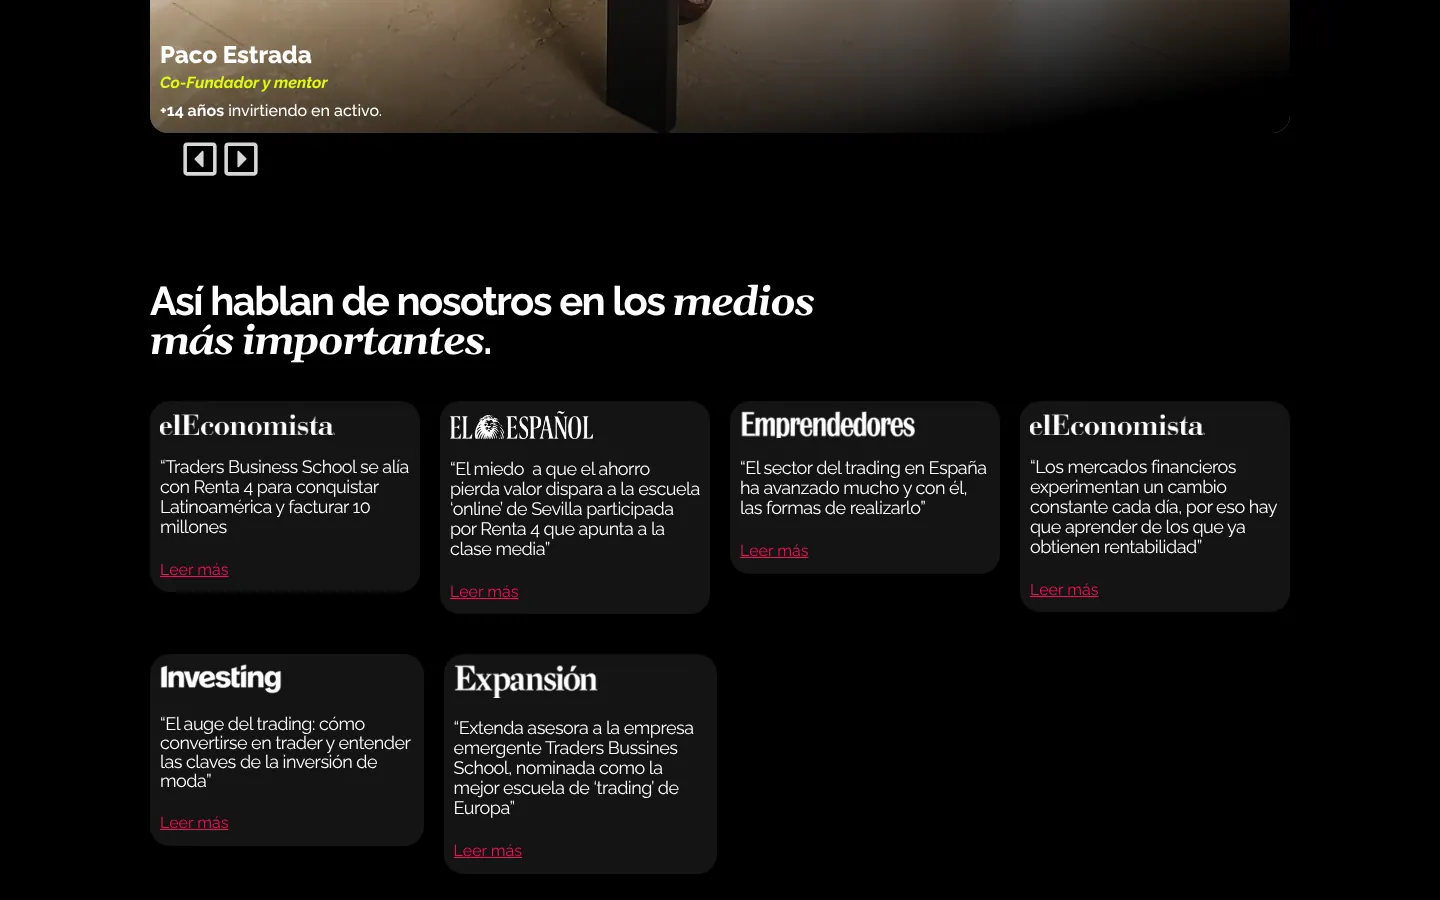 Paco Estrada
Co-Fundador y mentor
+14 años invirtiendo en activo.
Así hablan de nosotros en los medios
más importantes.
elEconomista
“Traders Business School se alía
con Renta 4 para conquistar
Latinoamérica y facturar 10
millones
Leer más
EL ESPAÑOL
“El miedo  a que el ahorro
pierda valor dispara a la escuela
‘online’ de Sevilla participada
por Renta 4 que apunta a la
clase media”
Leer más
Emprendedores
“El sector del trading en España
ha avanzado mucho y con él,
las formas de realizarlo”
Leer más
elEconomista
“Los mercados financieros
experimentan un cambio
constante cada día, por eso hay
que aprender de los que ya
obtienen rentabilidad”
Leer más
Investing
“El auge del trading: cómo
convertirse en trader y entender
las claves de la inversión de
moda”
Leer más
Expansión
“Extenda asesora a la empresa
emergente Traders Bussines
School, nominada como la
mejor escuela de ‘trading’ de
Europa”
Leer más